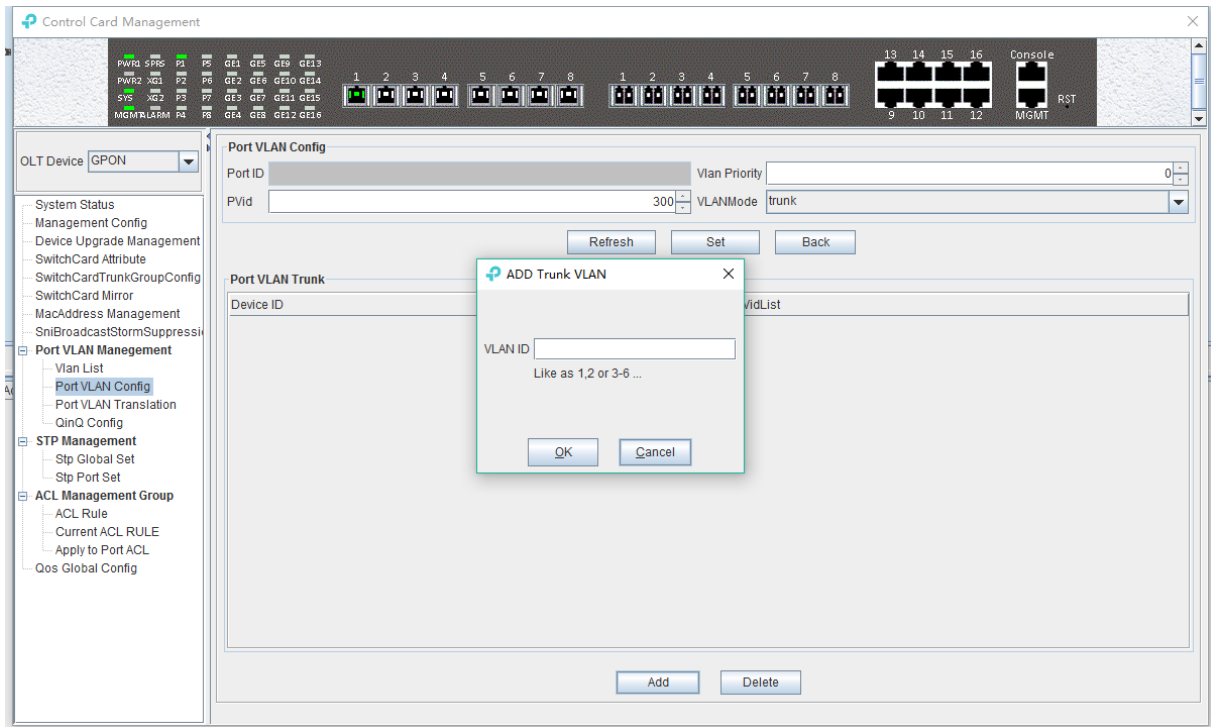 Control Card Management
PWR1 SPRS P1 P5 GE1 GE5 GE9 GE13
PWR2 XG1 P2 P6 GE2 GE6 GE10 GE14
SYS XG2 P3 P7 GE3 GE7 GE11 GE15
MGMT ALARM P4 P8 GE4 GE8 GE12 GE16
1 2 3 4 5 6 7 8 1 2 3 4 5 6 7 8
13 14 15 16 Console
9 10 11 12 MGMT
RST
OLT Device GPON
System Status
Management Config
Device Upgrade Management
SwitchCard Attribute
SwitchCardTrunkGroupConfig
SwitchCard Mirror
MacAddress Management
SniBroadcastStormSuppressi
Port VLAN Manegement
Vlan List
Port VLAN Config
Port VLAN Translation
QinQ Config
STP Management
Stp Global Set
Stp Port Set
ACL Management Group
ACL Rule
Current ACL RULE
Apply to Port ACL
Qos Global Config
Port VLAN Config
Port ID Vlan Priority 0
PVid 300 VLANMode trunk
Refresh Set Back
Port VLAN Trunk
Device ID VidList
ADD Trunk VLAN
VLAN ID
Like as 1,2 or 3-6 ...
OK Cancel
Add Delete